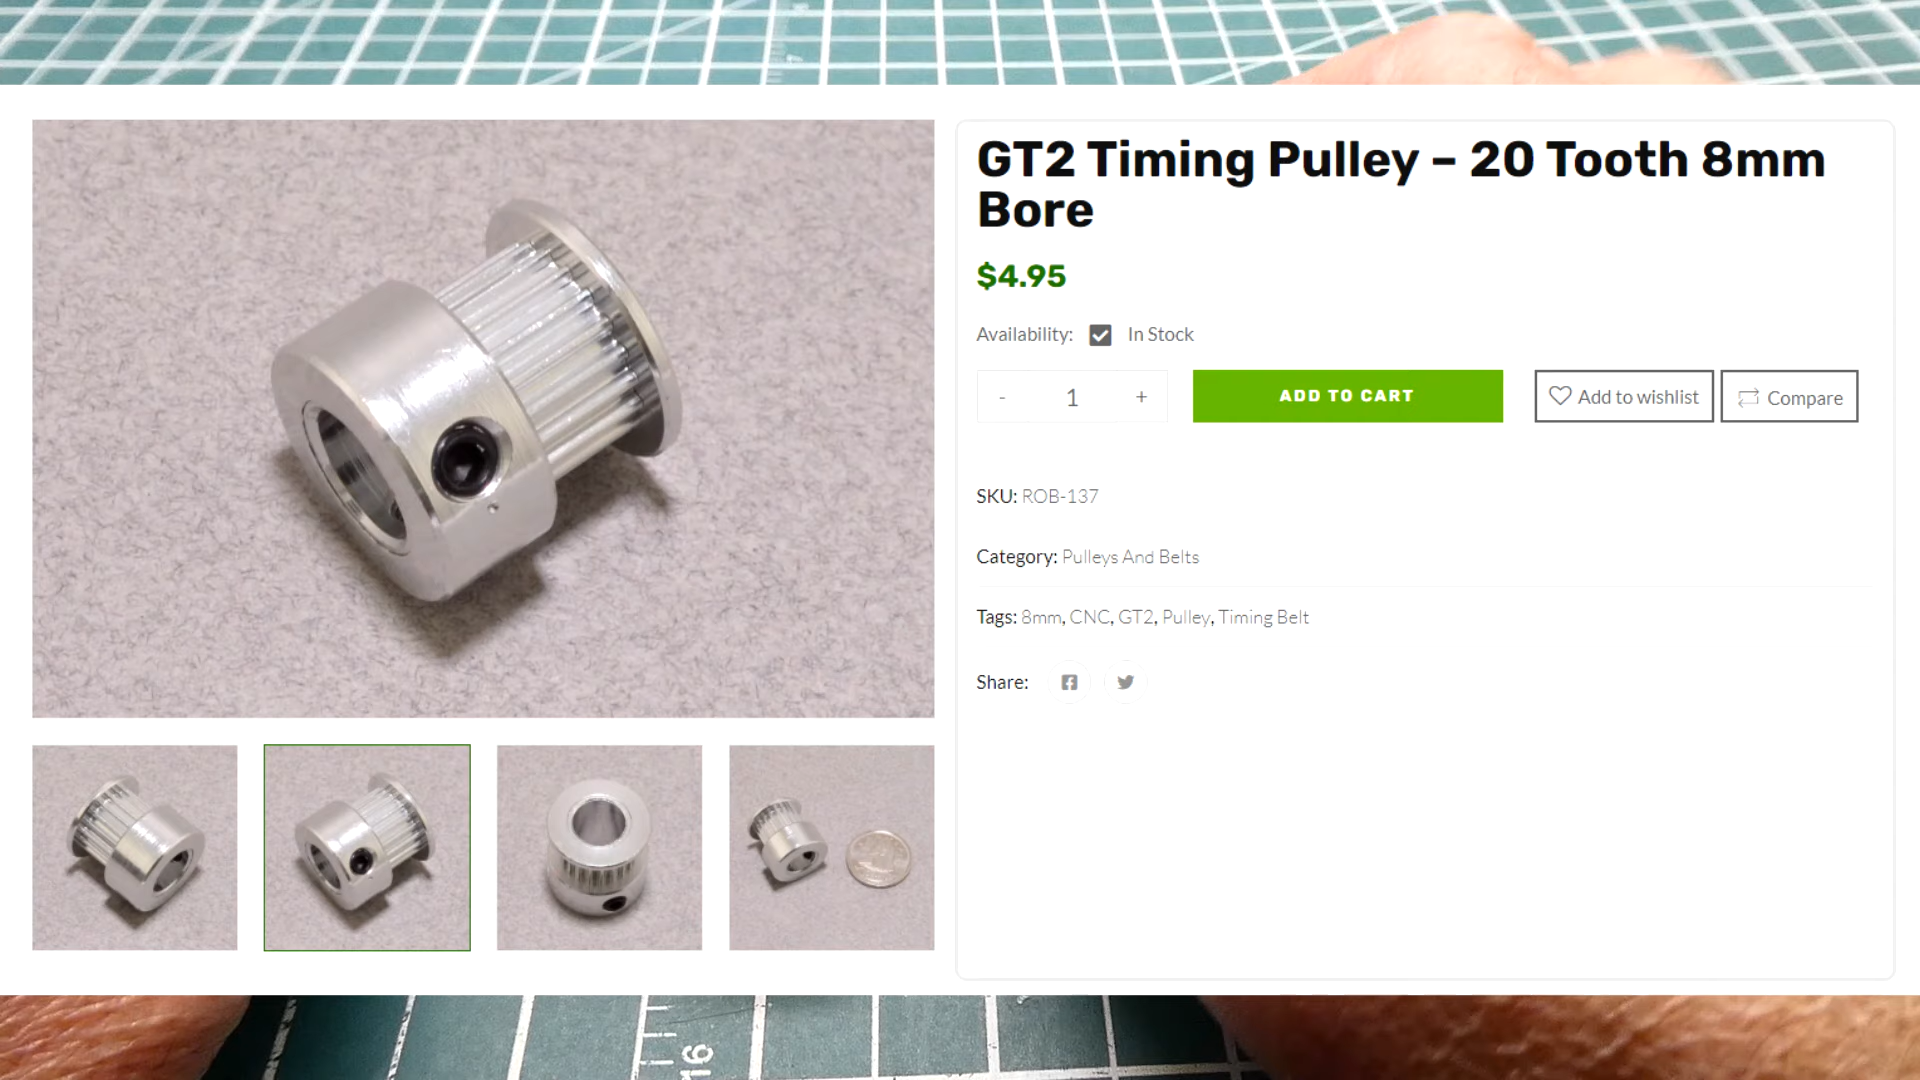 GT2 Timing Pulley – 20 Tooth 8mm
Bore
$4.95
Availability: In Stock
- 1 + ADD TO CART Add to wishlist Compare
SKU: ROB-137
Category: Pulleys And Belts
Tags: 8mm, CNC, GT2, Pulley, Timing Belt
Share:
16